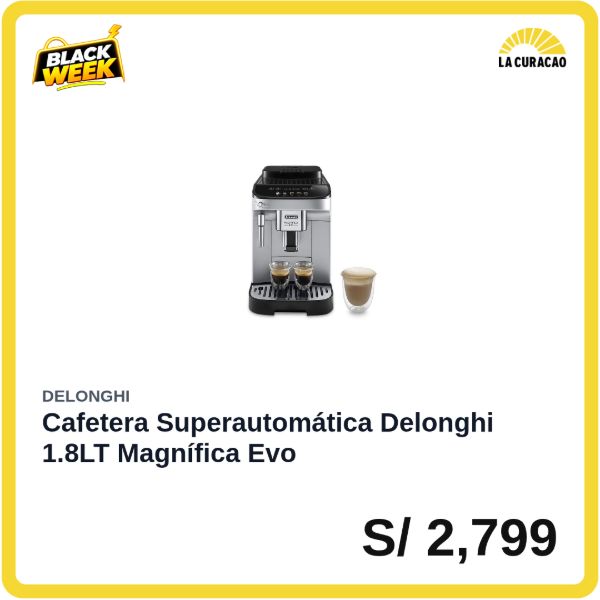 BLACK
WEEK
LA CURACAO
DELONGHI
Cafetera Superautomática Delonghi
1.8LT Magnífica Evo
S/ 2,799